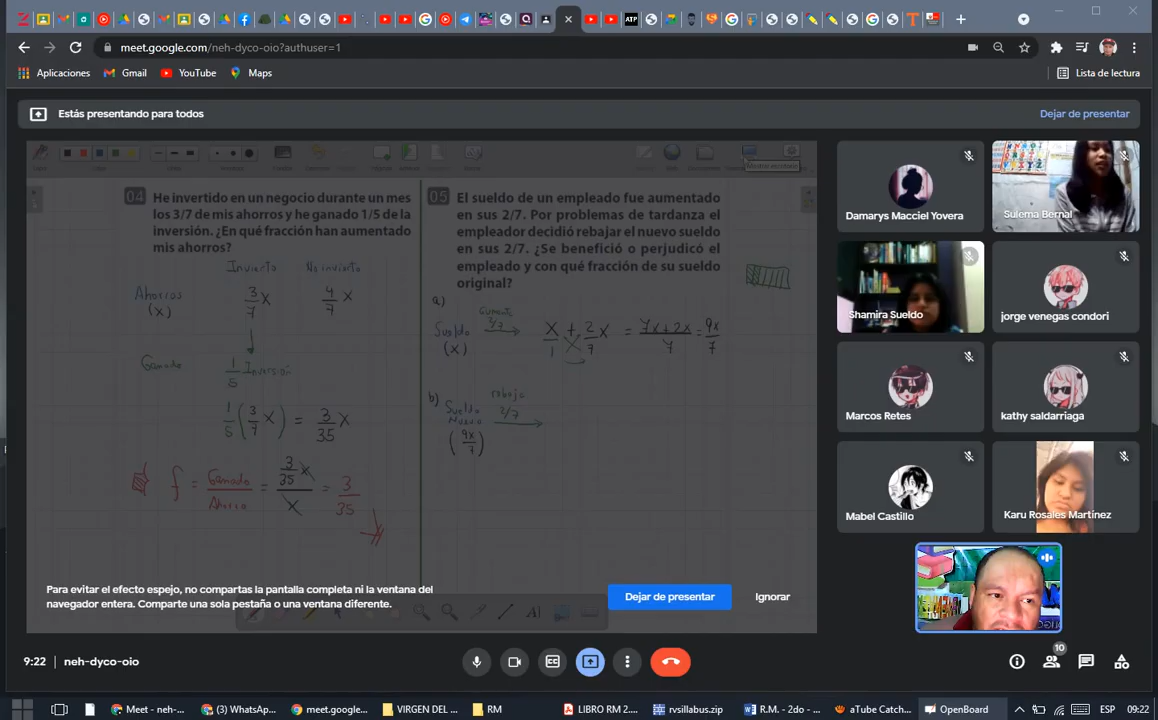 meet.google.com/neh-dyco-oio?authuser=1
Aplicaciones
Gmail
YouTube
Maps
Lista de lectura
Estás presentando para todos
Dejar de presentar
04
He invertido en un negocio durante un mes
los 3/7 de mis ahorros y he ganado 1/5 de la
inversión. ¿En qué fracción han aumentado
mis ahorros?
Invierto
No invierto
Ahorros
(x)
3/7 x
4/7 x
Ganado
1/5 Inversión
1/5 (3/7 x) = 3/35 x
f = Ganado/Ahorro = 3/35 x / x = 3/35
05
El sueldo de un empleado fue aumentado
en sus 2/7. Por problemas de tardanza el
empleador decidió rebajar el nuevo sueldo
en sus 2/7. ¿Se benefició o perjudicó el
empleado y con qué fracción de su sueldo
original?
a)
Sueldo
(x)
aumenta
2/7
x/1 + 2/7 x = 7x+2x/7 = 9x/7
b)
Sueldo
Nuevo
(9x/7)
rebaja
2/7
Damarys Macciel Yovera
Sulema Bernal
Shamira Sueldo
jorge venegas condori
Marcos Retes
kathy saldarriaga
Mabel Castillo
Karu Rosales Martinez
Tú
Para evitar el efecto espejo, no compartas la pantalla completa ni la ventana del
navegador entera. Comparte una sola pestaña o una ventana diferente.
Dejar de presentar
Ignorar
9:22
neh-dyco-oio
10
Meet - neh-...
(3) WhatsAp...
meet.google...
VIRGEN DEL ...
RM
LIBRO RM 2....
rvsillabus.zip
R.M. - 2do - ...
aTube Catch...
OpenBoard
ESP
09:22